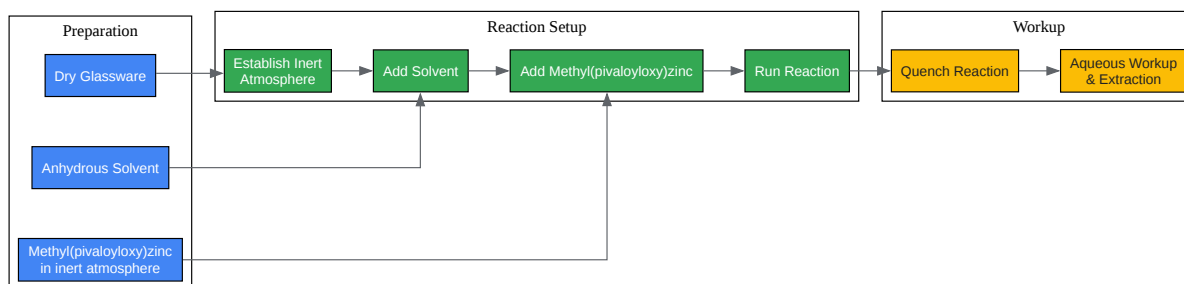 Preparation
Dry Glassware
Anhydrous Solvent
Methyl(pivaloyloxy)zinc
in inert atmosphere
Reaction Setup
Establish Inert
Atmosphere
Add Solvent
Add Methyl(pivaloyloxy)zinc
Run Reaction
Workup
Quench Reaction
Aqueous Workup
& Extraction